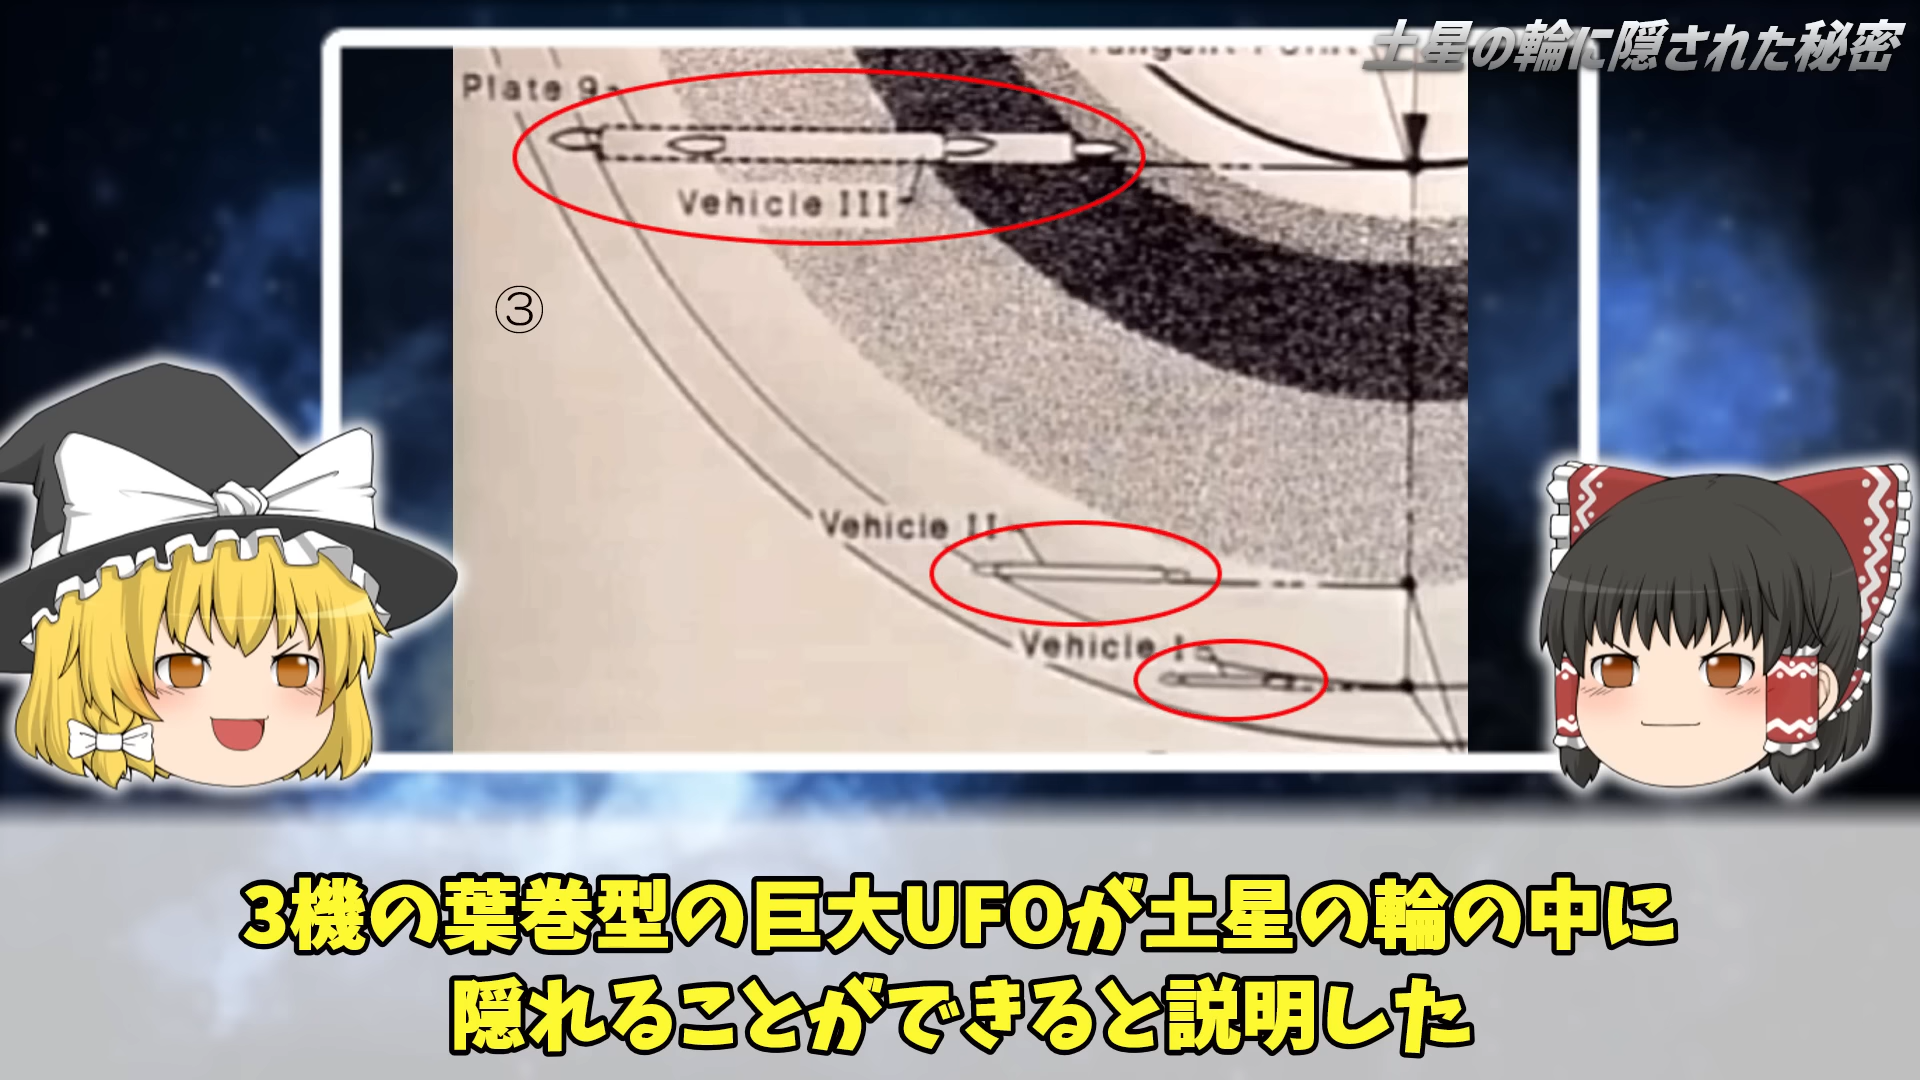 土星の輪に隠された秘密
Tangent Point
Plate 9
Vehicle III
③
Vehicle II
Vehicle I
3機の葉巻型の巨大UFOが土星の輪の中に
隠れることができると説明した